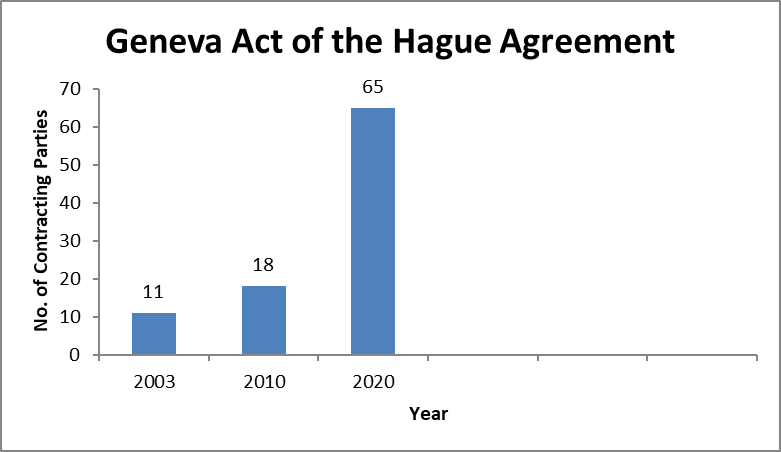 Geneva Act of the Hague Agreement
No. of Contracting Parties
70
60
50
40
30
20
10
0
11
18
65
2003 2010 2020
Year